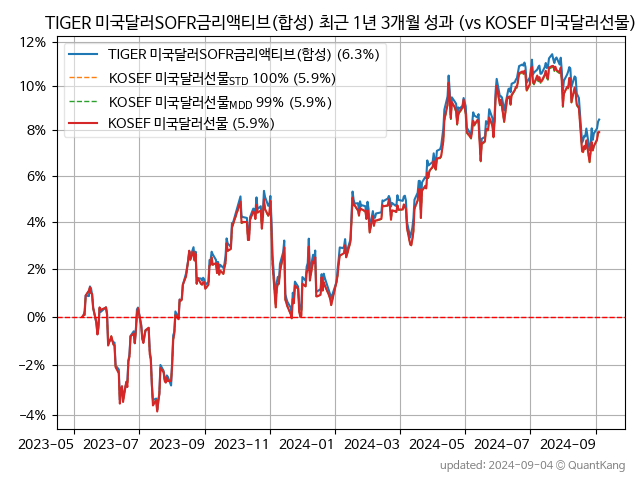 TIGER 미국달러SOFR금리액티브(합성) 최근 1년 3개월 성과 (vs KOSEF 미국달러선물)
12%
10%
8%
6%
4%
2%
0%
−2%
−4%
TIGER 미국달러SOFR금리액티브(합성) (6.3%)
KOSEF 미국달러선물STD 100% (5.9%)
KOSEF 미국달러선물MDD 99% (5.9%)
KOSEF 미국달러선물 (5.9%)
2023-05 2023-07 2023-09 2023-11 2024-01 2024-03 2024-05 2024-07 2024-09
updated: 2024-09-04 © QuantKang